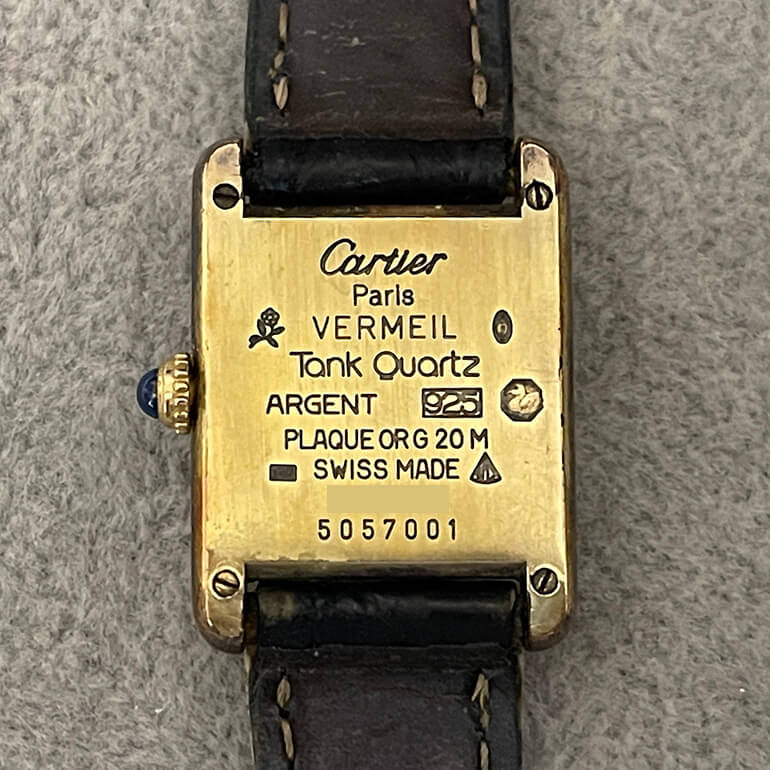 Cartier
Paris
VERMEIL
Tank Quartz
ARGENT 925
PLAQUE OR G 20 M
SWISS MADE
5057001